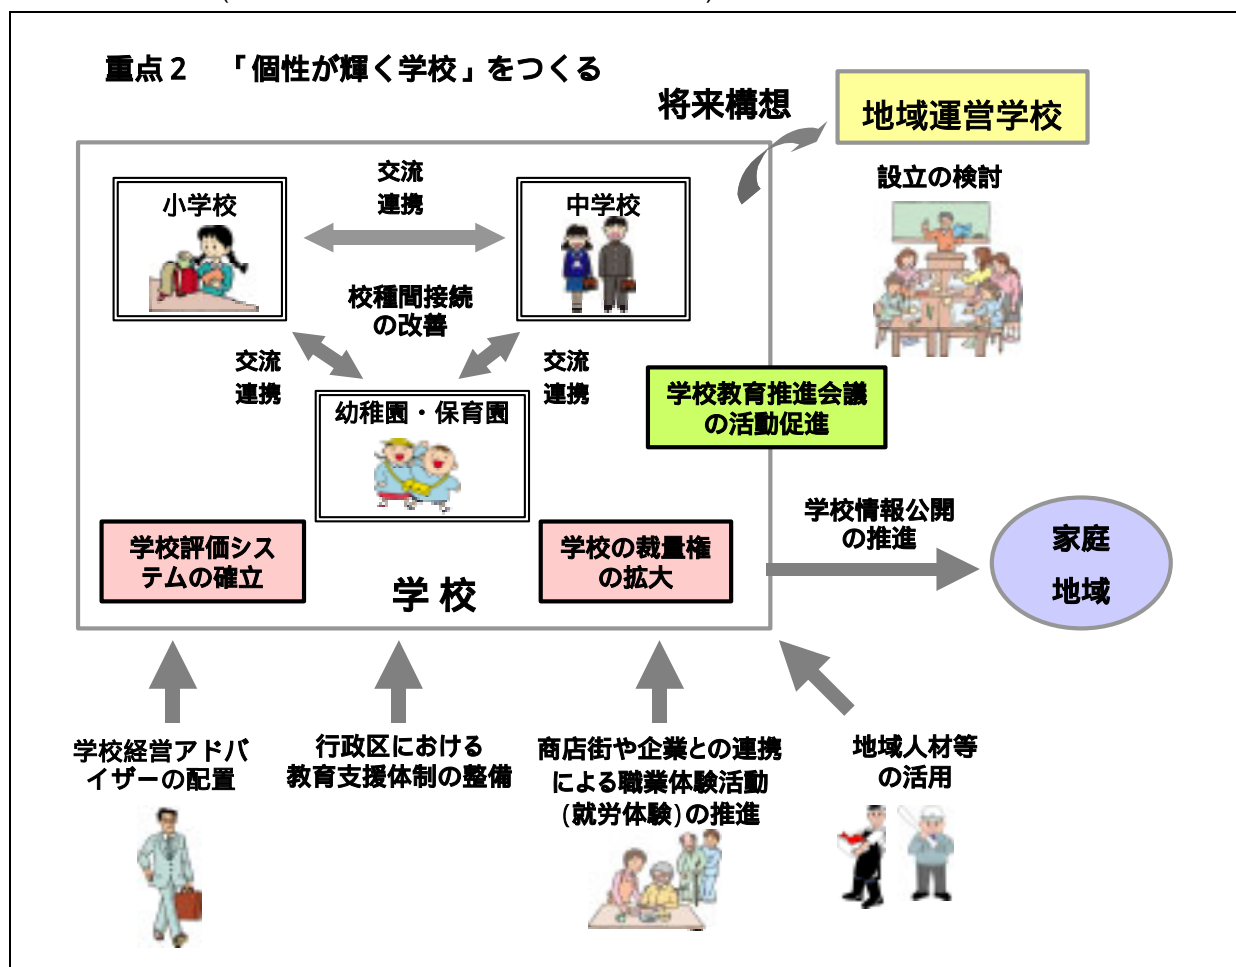 重点2 「個性が輝く学校」をつくる
将来構想
地域運営学校
設立の検討
交流
連携
小学校
中学校
校種間接続
の改善
交流
連携
交流
連携
幼稚園・保育園
学校教育推進会議
の活動促進
学校評価シス
テムの確立
学校の裁量権
の拡大
学校
学校情報公開
の推進
家庭
地域
学校経営アドバ
イザーの配置
行政区における
教育支援体制の整備
商店街や企業との連携
による職業体験活動
(就労体験)の推進
地域人材等
の活用